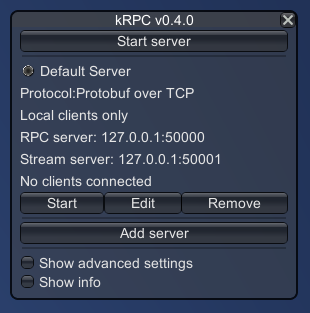 kRPC v0.4.0
Start server
Default Server
Protocol:Protobuf over TCP
Local clients only
RPC server: 127.0.0.1:50000
Stream server: 127.0.0.1:50001
No clients connected
Start Edit Remove
Add server
Show advanced settings
Show info